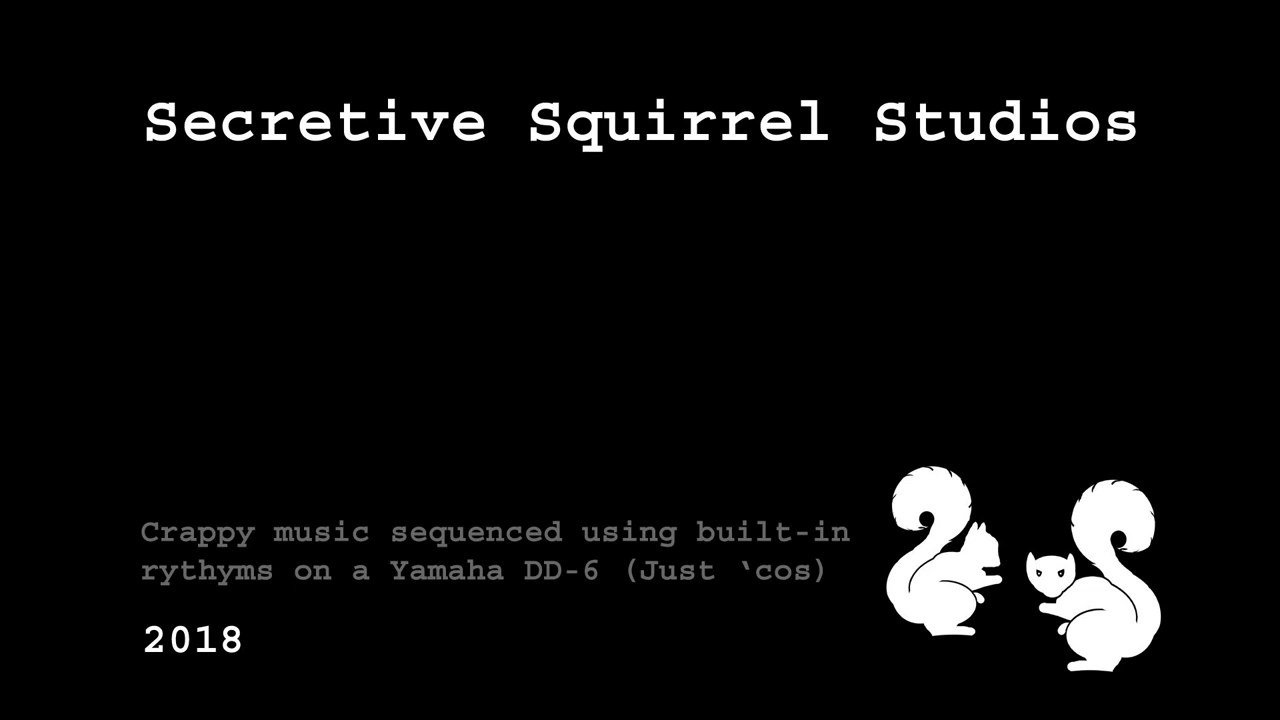 Secretive Squirrel Studios
Crappy music sequenced using built-in
rythyms on a Yamaha DD-6 (Just ‛cos)
2018